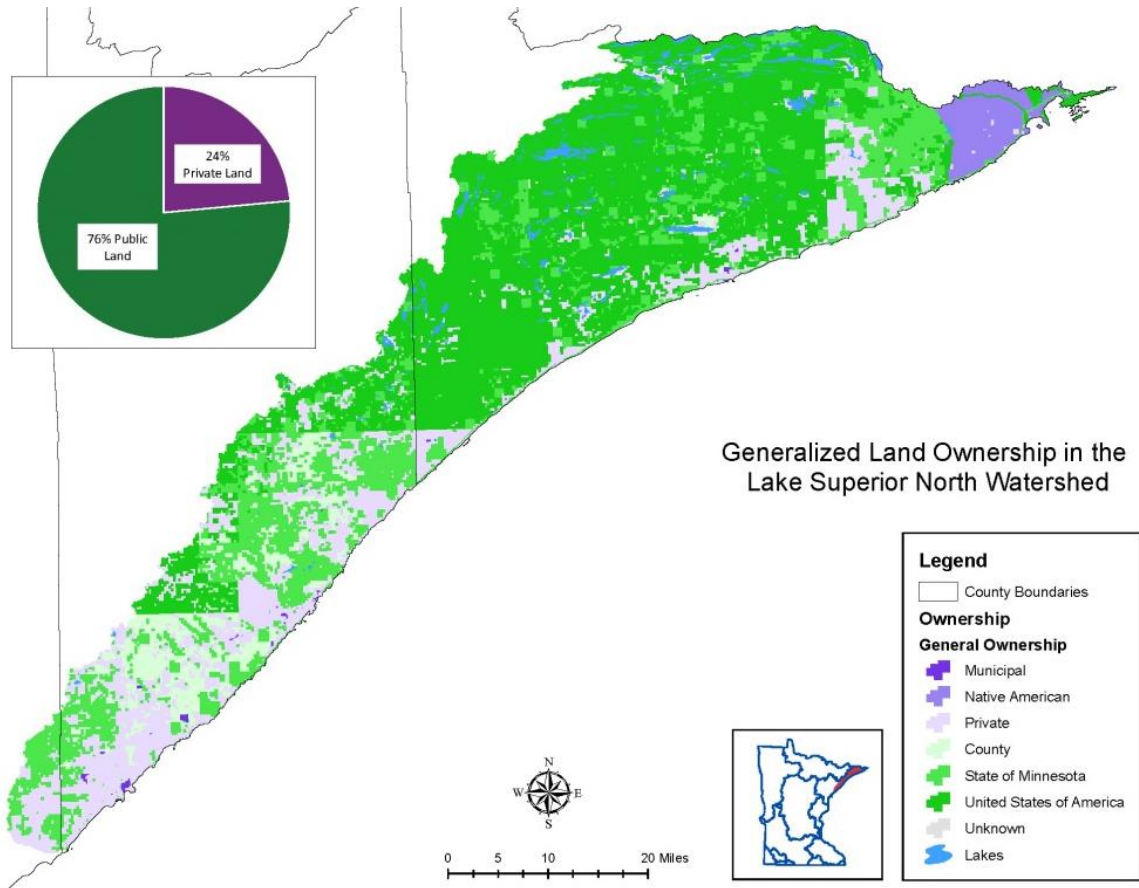 24%
Private Land
76% Public
Land
Generalized Land Ownership in the
Lake Superior North Watershed
Legend
County Boundaries
Ownership
General Ownership
Municipal
Native American
Private
County
State of Minnesota
United States of America
Unknown
Lakes
N
W E
S
0 5 10 20 Miles